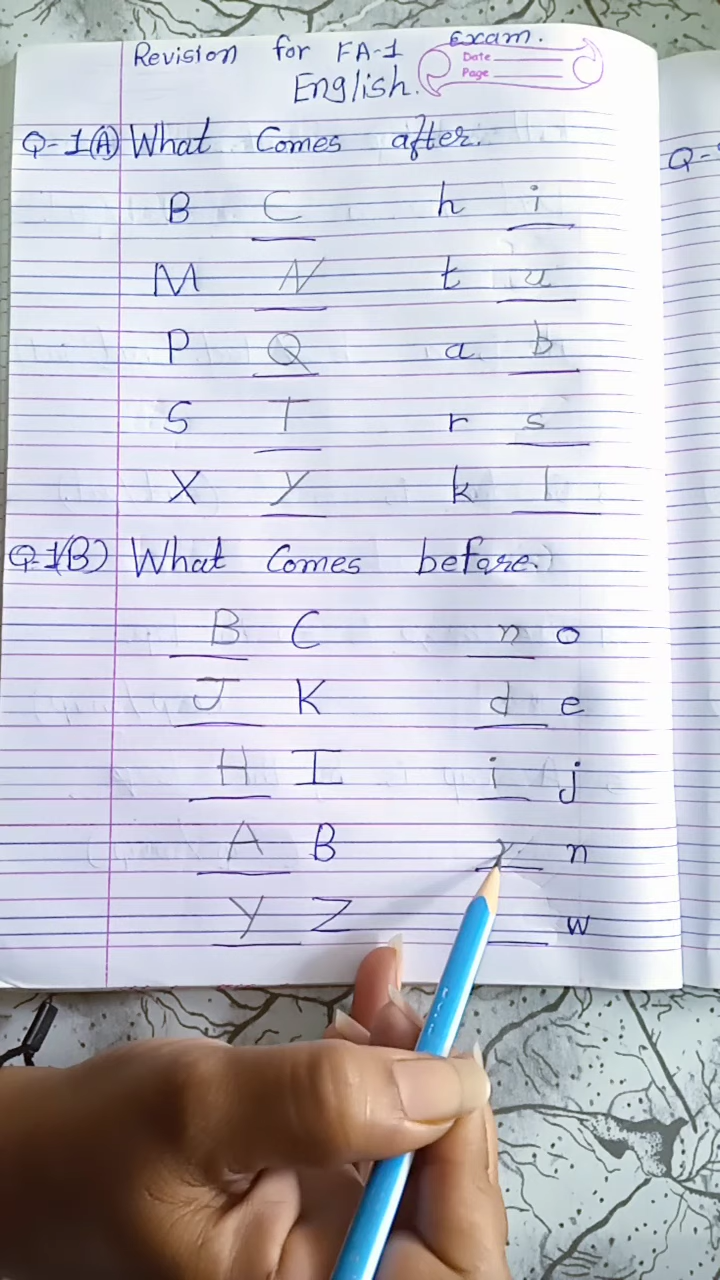 Revision for FA-1 Exam.
Date
Page
English.
Q-1(A) What Comes after.
B C h i
M N t u
P Q a b
S T r s
X y k l
Q-1(B) What Comes before.
B C n o
J K d e
H I i j
A B n
Y Z w
Q-